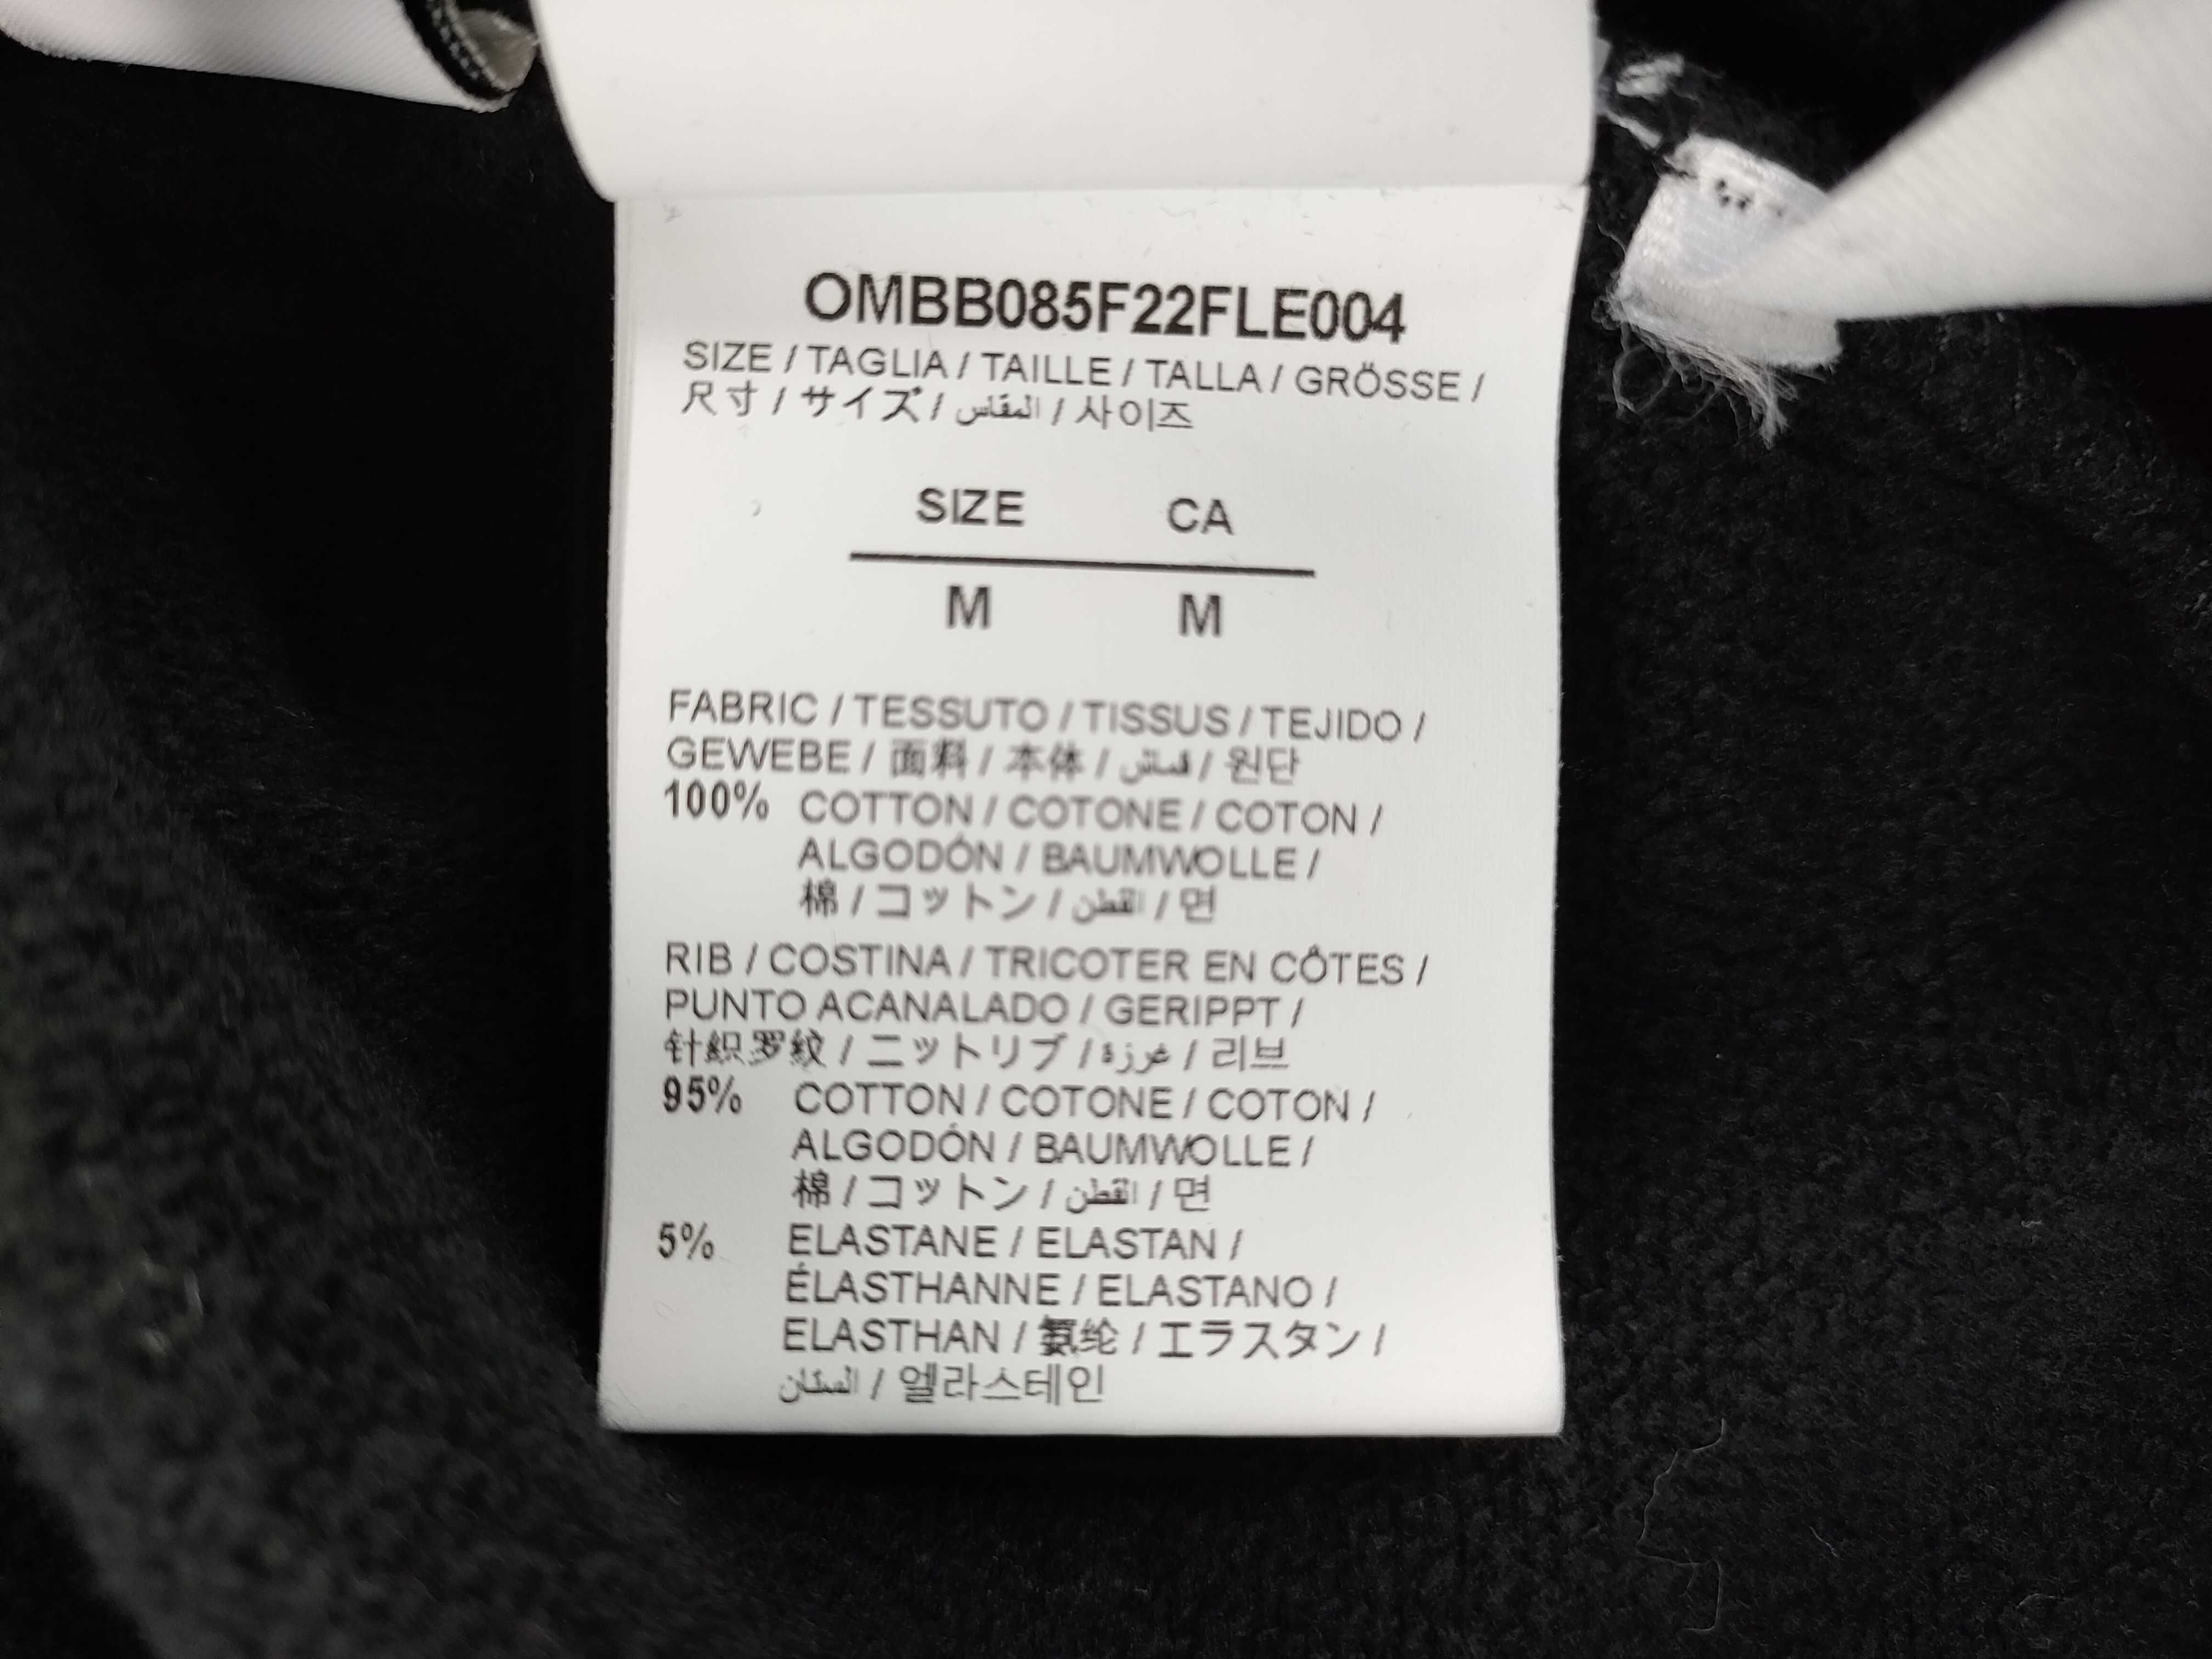 OMBB085F22FLE004
SIZE / TAGLIA / TAILLE / TALLA / GRÖSSE /
尺寸 / サイズ / المقاس / 사이즈
SIZE CA
M M
FABRIC / TESSUTO / TISSUS / TEJIDO /
GEWEBE / 面料 / 本体 / قماش / 원단
100% COTTON / COTONE / COTON /
ALGODÓN / BAUMWOLLE /
棉 / コットン / القطن / 면
RIB / COSTINA / TRICOTER EN CÔTES /
PUNTO ACANALADO / GERIPPT /
针织罗纹 / ニットリブ / غرزة / 리브
95% COTTON / COTONE / COTON /
ALGODÓN / BAUMWOLLE /
棉 / コットン / القطن / 면
5% ELASTANE / ELASTAN /
ÉLASTHANNE / ELASTANO /
ELASTHAN / 氨纶 / エラスタン /
/ 엘라스테인